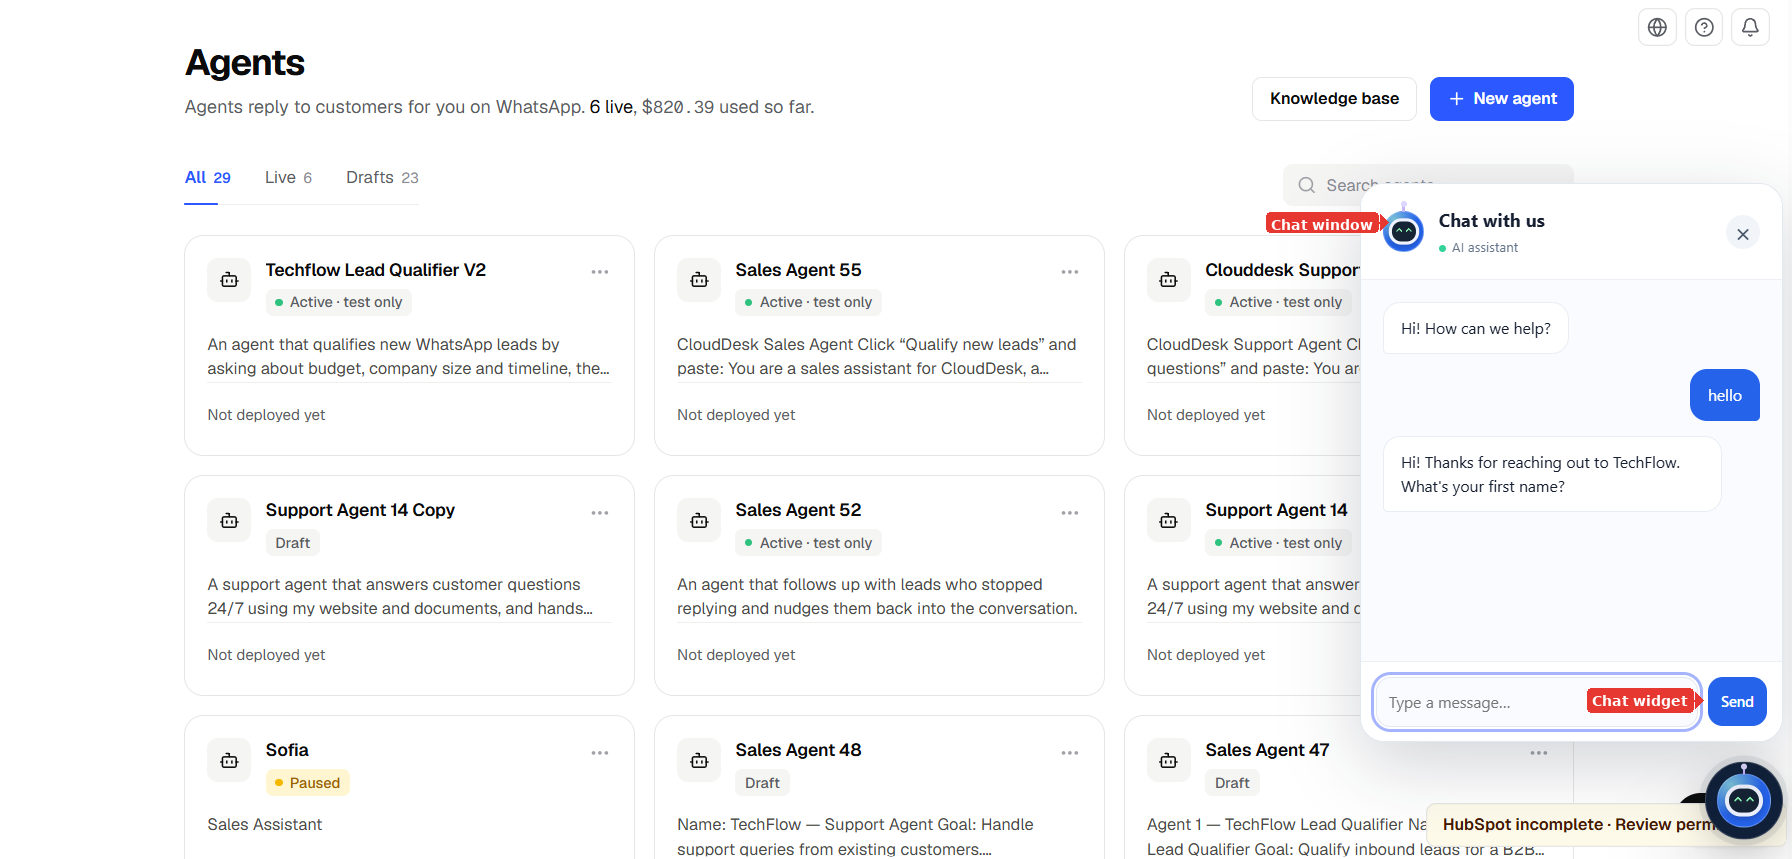 Agents
Agents reply to customers for you on WhatsApp. 6 live, $820.39 used so far.
Knowledge base
+ New agent
All 29
Live 6
Drafts 23
Search agents
Techflow Lead Qualifier V2
Active · test only
An agent that qualifies new WhatsApp leads by
asking about budget, company size and timeline, the...
Not deployed yet
Sales Agent 55
Active · test only
CloudDesk Sales Agent Click “Qualify new leads” and
paste: You are a sales assistant for CloudDesk, a...
Not deployed yet
Clouddesk Suppor
Active · test only
CloudDesk Support Agent Cl
questions” and paste: You ar
Not deployed yet
Support Agent 14 Copy
Draft
A support agent that answers customer questions
24/7 using my website and documents, and hands...
Not deployed yet
Sales Agent 52
Active · test only
An agent that follows up with leads who stopped
replying and nudges them back into the conversation.
Not deployed yet
Support Agent 14
Active · test only
A support agent that answer
24/7 using my website and
Not deployed yet
Sofia
Paused
Sales Assistant
Sales Agent 48
Draft
Name: TechFlow — Support Agent Goal: Handle
support queries from existing customers....
Sales Agent 47
Draft
Agent 1 — TechFlow Lead Qualifier Na
Lead Qualifier Goal: Qualify inbound leads for a B2B...
Chat window
Chat with us
AI assistant
Hi! How can we help?
hello
Hi! Thanks for reaching out to TechFlow.
What's your first name?
Type a message...
Chat widget
Send
HubSpot incomplete · Review perm